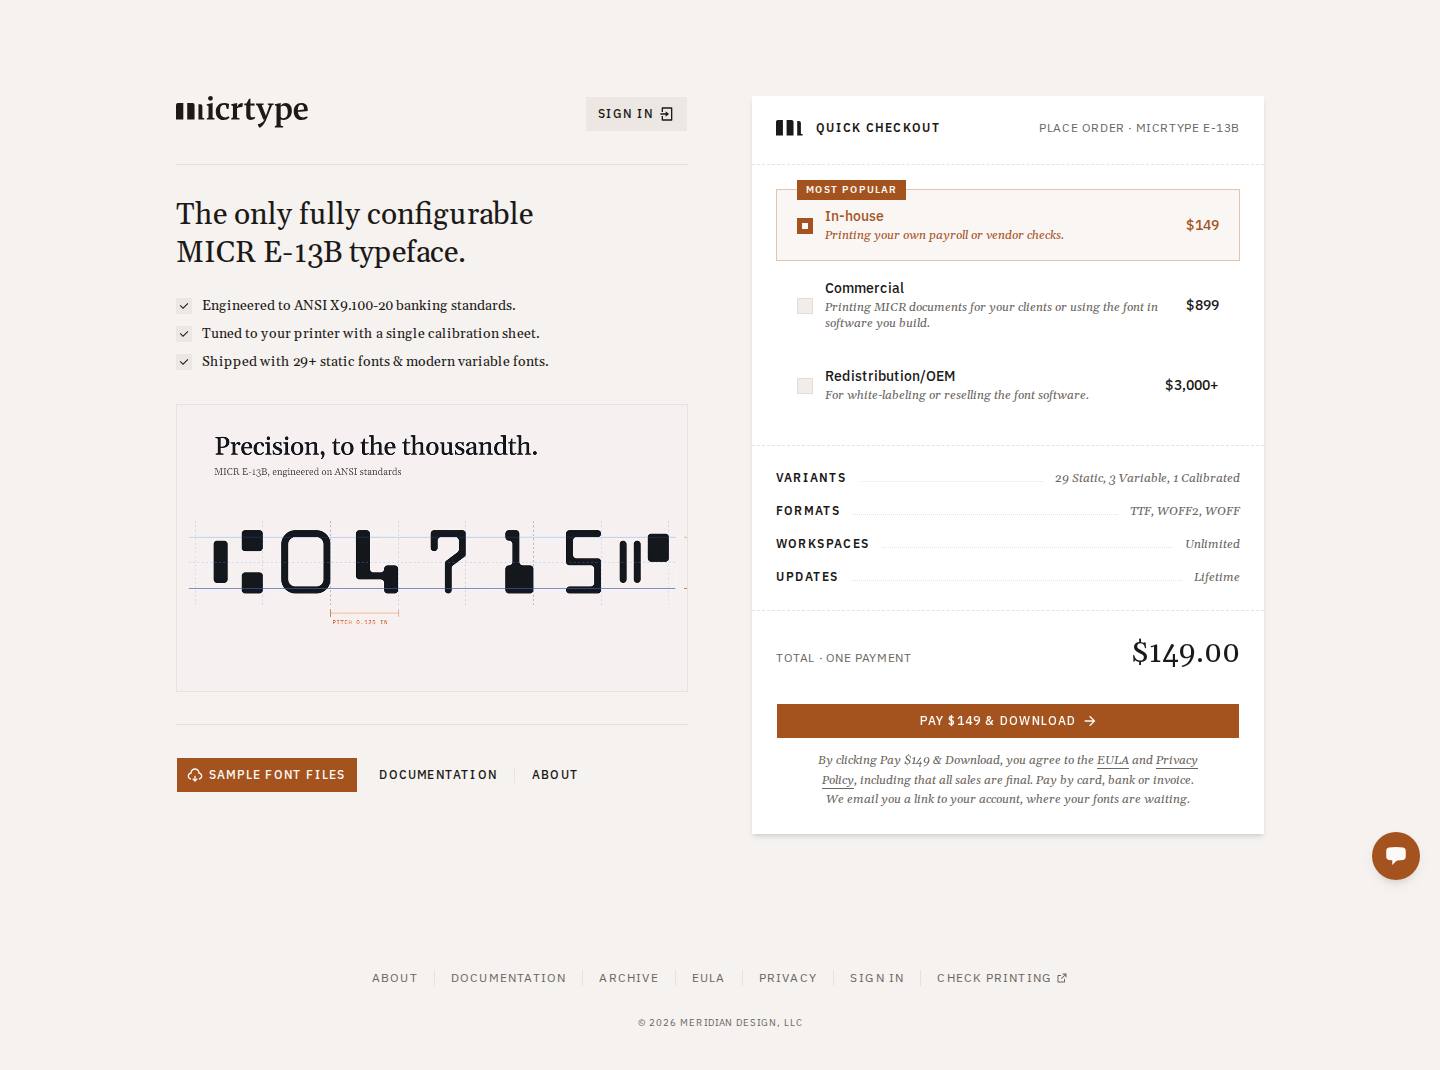 micrtype
SIGN IN
The only fully configurable
MICR E-13B typeface.
Engineered to ANSI X9.100-20 banking standards.
Tuned to your printer with a single calibration sheet.
Shipped with 29+ static fonts & modern variable fonts.
Precision, to the thousandth.
MICR E-13B, engineered on ANSI standards
⑆04715⑈
PITCH 0.125 IN
SAMPLE FONT FILES
DOCUMENTATION
ABOUT
QUICK CHECKOUT
PLACE ORDER · MICRTYPE E-13B
MOST POPULAR
In-house
Printing your own payroll or vendor checks.
$149
Commercial
Printing MICR documents for your clients or using the font in
software you build.
$899
Redistribution/OEM
For white-labeling or reselling the font software.
$3,000+
VARIANTS 29 Static, 3 Variable, 1 Calibrated
FORMATS TTF, WOFF2, WOFF
WORKSPACES Unlimited
UPDATES Lifetime
TOTAL · ONE PAYMENT $149.00
PAY $149 & DOWNLOAD →
By clicking Pay $149 & Download, you agree to the EULA and Privacy
Policy, including that all sales are final. Pay by card, bank or invoice.
We email you a link to your account, where your fonts are waiting.
ABOUT DOCUMENTATION ARCHIVE EULA PRIVACY SIGN IN CHECK PRINTING
© 2026 MERIDIAN DESIGN, LLC